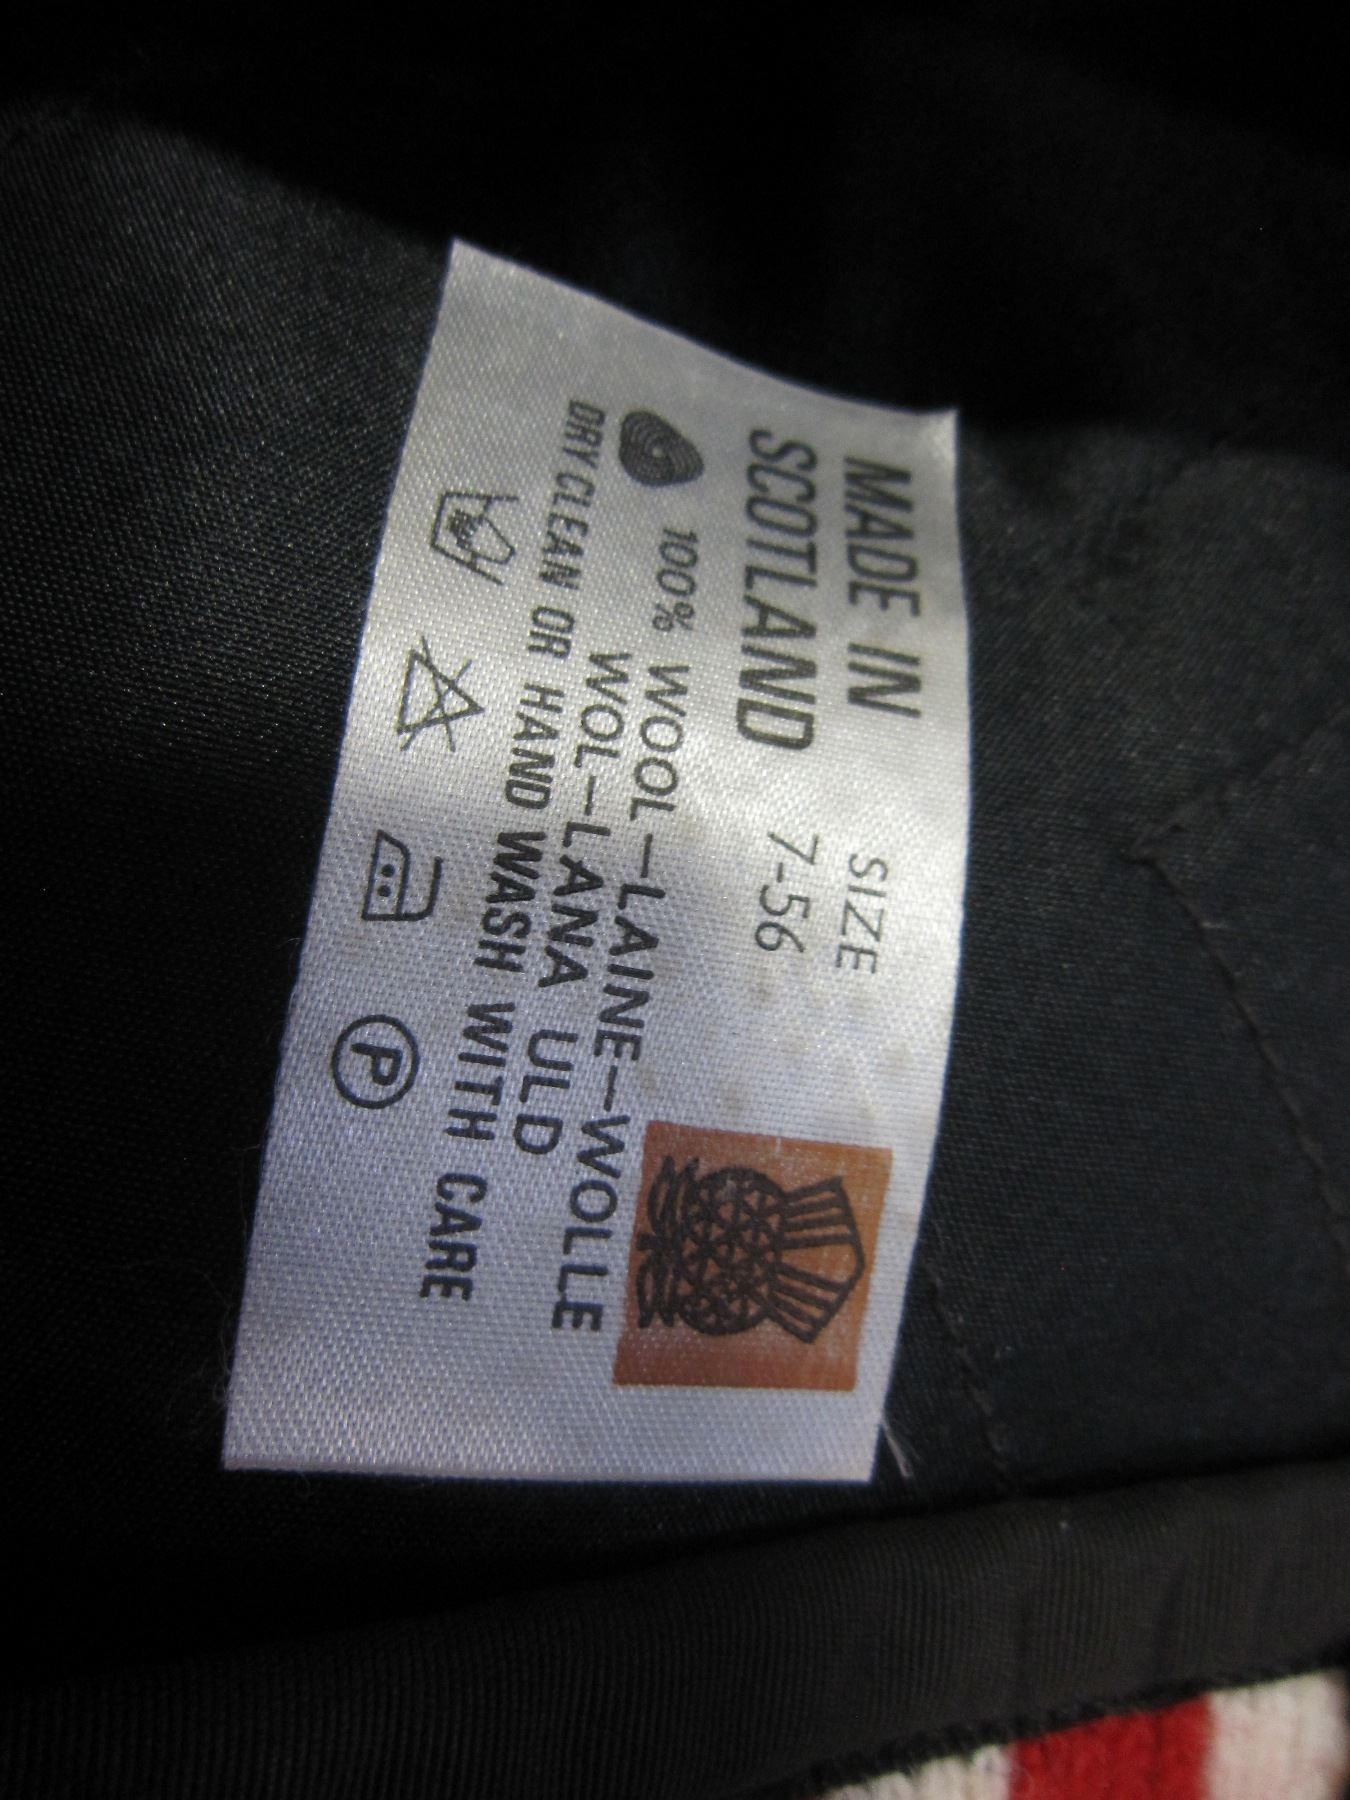 MADE IN
SCOTLAND
SIZE
7-56
100% WOOL–LAINE–WOLLE
WOL–LANA ULD
DRY CLEAN OR HAND WASH WITH CARE
P